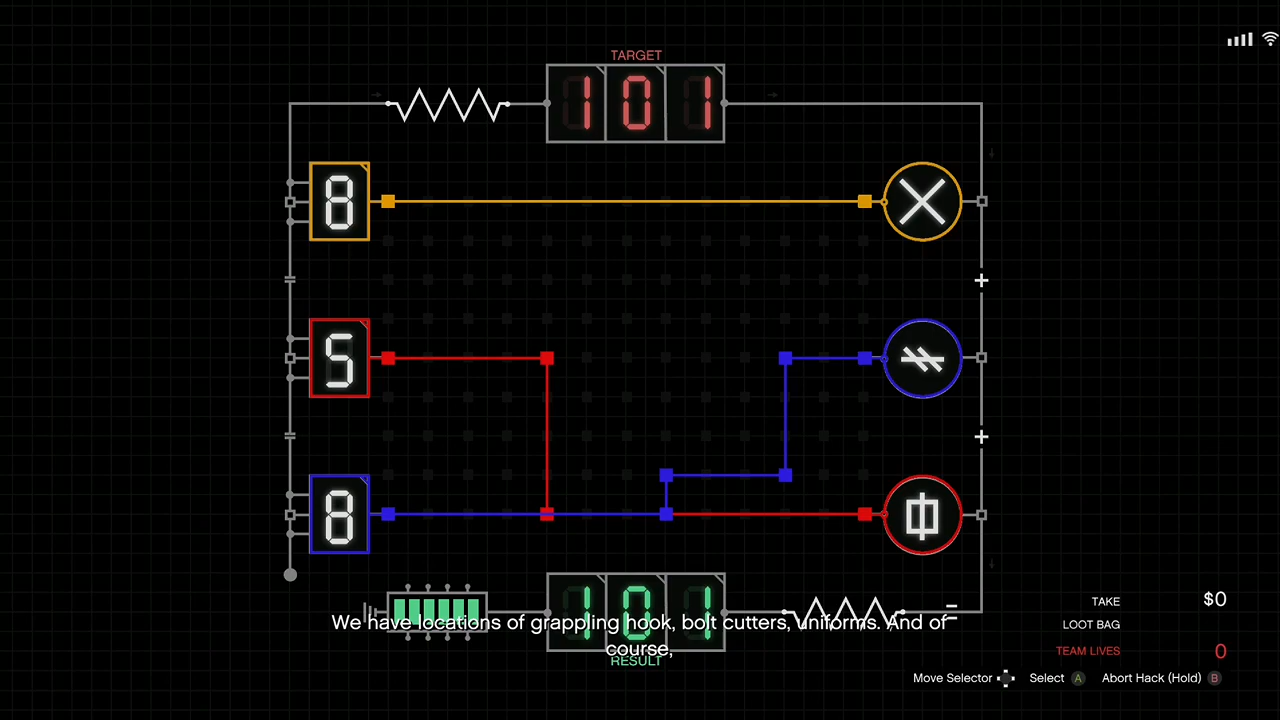 TARGET
101
8
5
+
8
+
TAKE $0
We have locations of grappling hook, bolt cutters, uniforms. And of
course,
LOOT BAG
101
RESULT
TEAM LIVES 0
Move Selector Select A Abort Hack (Hold) B